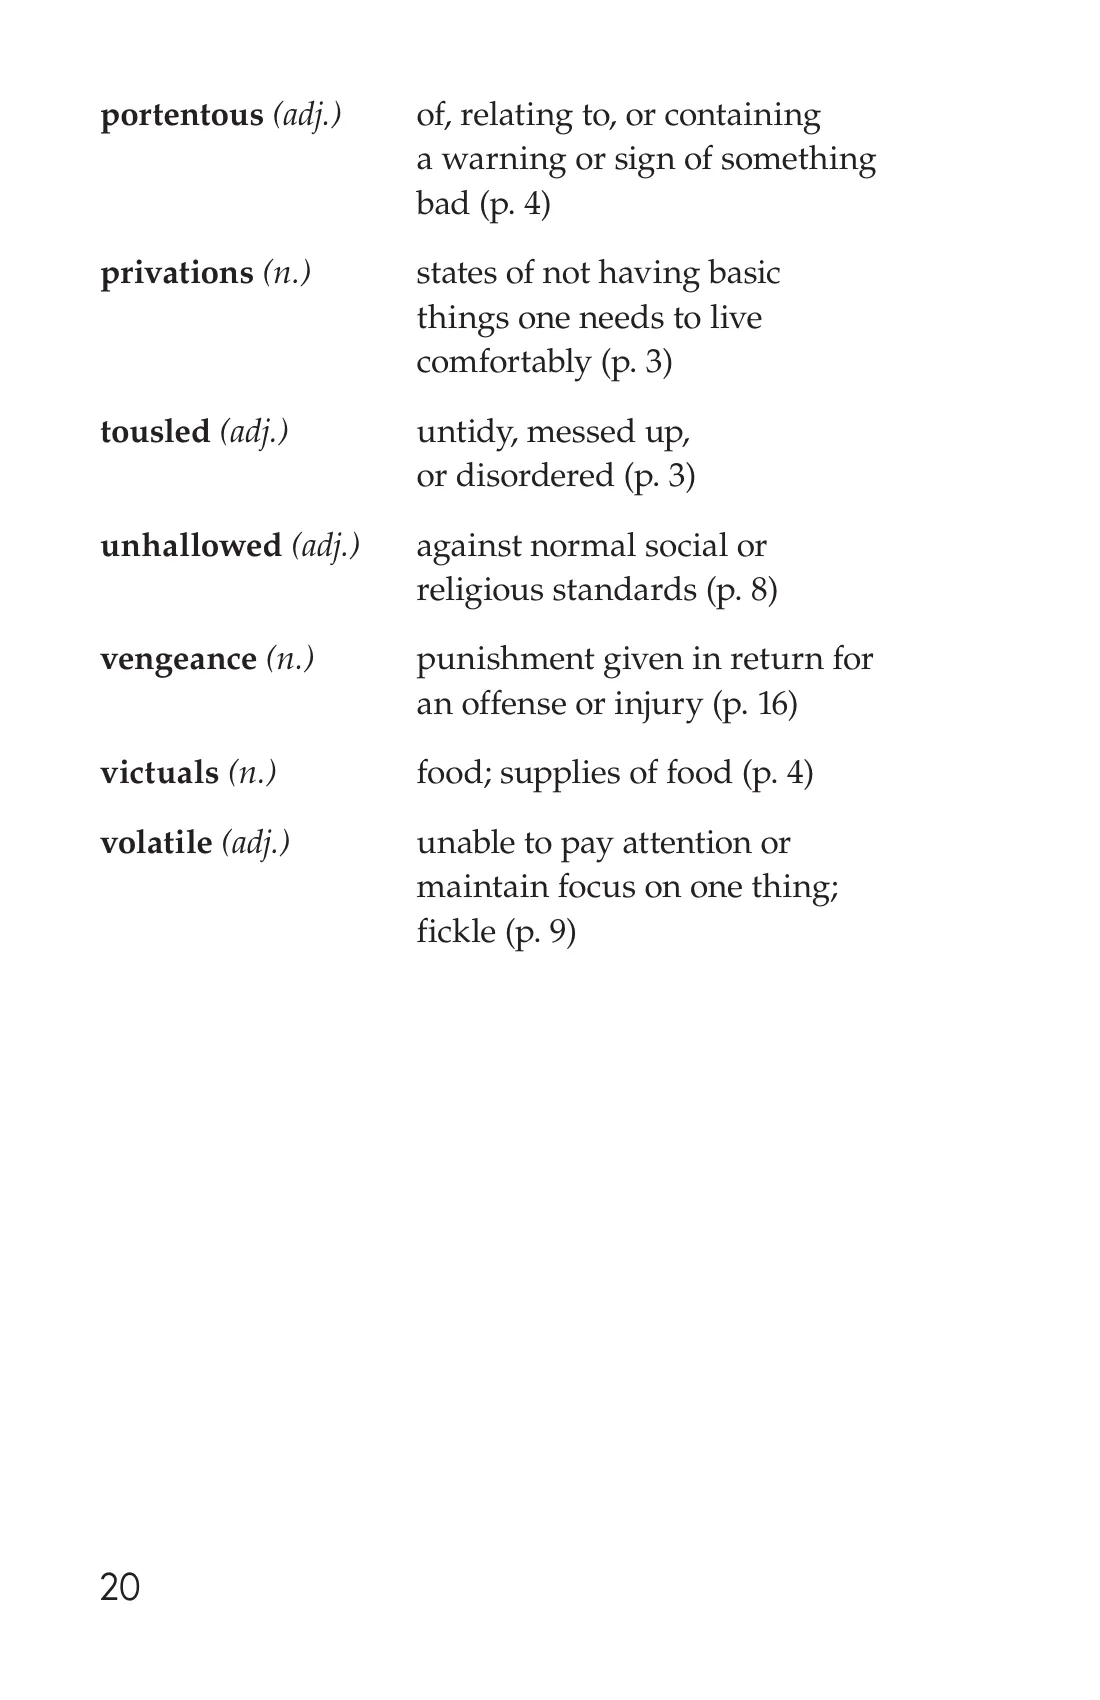 portentous (adj.) of, relating to, or containing
a warning or sign of something
bad (p. 4)
privations (n.) states of not having basic
things one needs to live
comfortably (p. 3)
tousled (adj.) untidy, messed up,
or disordered (p. 3)
unhallowed (adj.) against normal social or
religious standards (p. 8)
vengeance (n.) punishment given in return for
an offense or injury (p. 16)
victuals (n.) food; supplies of food (p. 4)
volatile (adj.) unable to pay attention or
maintain focus on one thing;
fickle (p. 9)
20